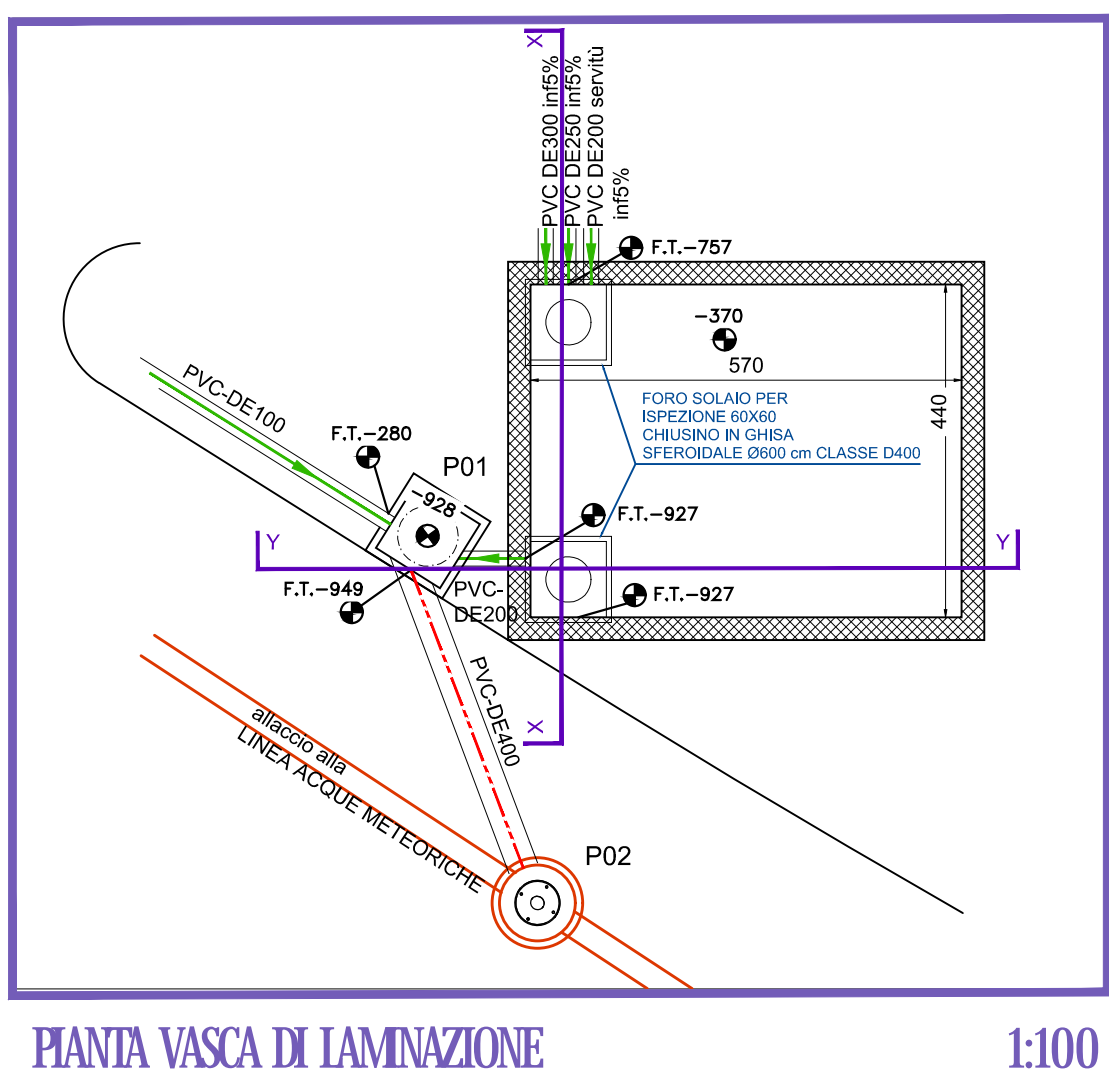 X
PVC DE300 inf5%
PVC DE250 inf5%
PVC DE200 servitù
inf5%
F.T.-757
-370
570
440
FORO SOLAIO PER
ISPEZIONE 60X60
CHIUSINO IN GHISA
SFEROIDALE Ø600 cm CLASSE D400
PVC-DE100
F.T.-280
P01
-928
F.T.-927
Y
Y
F.T.-949
PVC-
DE200
F.T.-927
PVC-DE400
X
allaccio alla
LINEA ACQUE METEORICHE
P02
PIANTA VASCA DI LAMINAZIONE
1:100